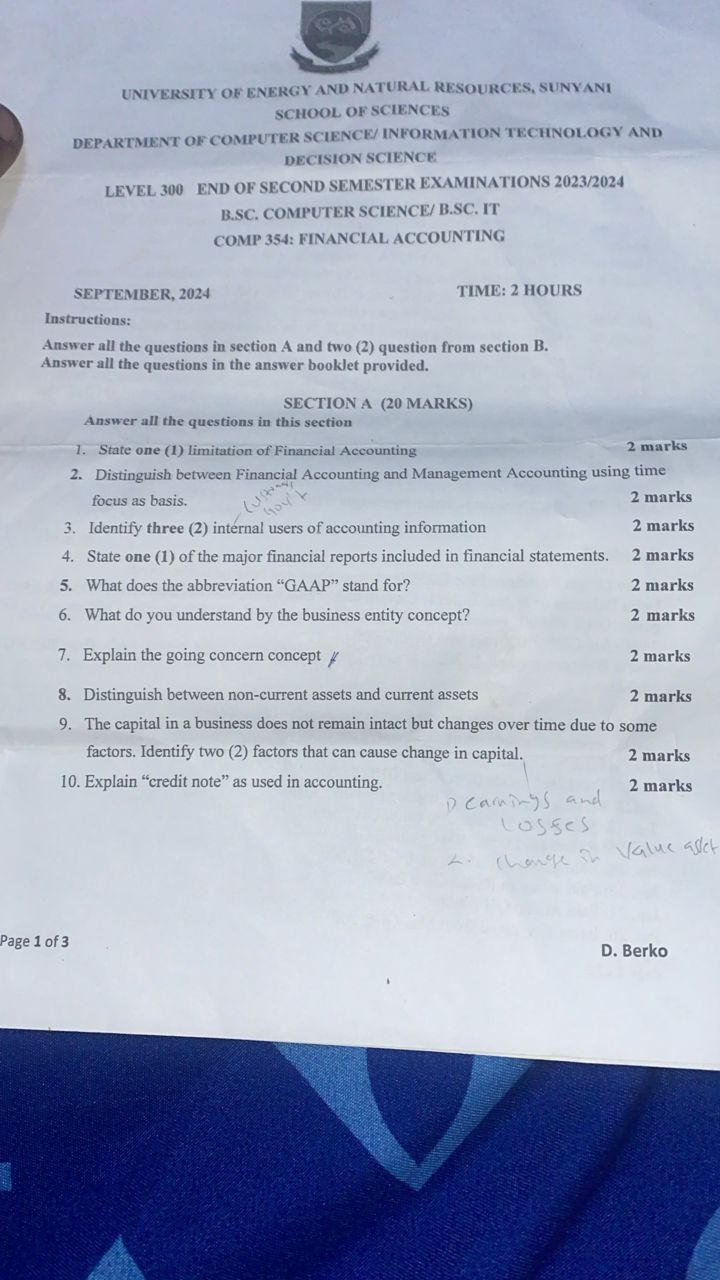 UNIVERSITY OF ENERGY AND NATURAL RESOURCES, SUNYANI
SCHOOL OF SCIENCES
DEPARTMENT OF COMPUTER SCIENCE/ INFORMATION TECHNOLOGY AND
DECISION SCIENCE
LEVEL 300 END OF SECOND SEMESTER EXAMINATIONS 2023/2024
B.SC. COMPUTER SCIENCE/ B.SC. IT
COMP 354: FINANCIAL ACCOUNTING
SEPTEMBER, 2024 TIME: 2 HOURS
Instructions:
Answer all the questions in section A and two (2) question from section B.
Answer all the questions in the answer booklet provided.
SECTION A (20 MARKS)
Answer all the questions in this section
1. State one (1) limitation of Financial Accounting 2 marks
2. Distinguish between Financial Accounting and Management Accounting using time
focus as basis. 2 marks
3. Identify three (2) internal users of accounting information 2 marks
4. State one (1) of the major financial reports included in financial statements. 2 marks
5. What does the abbreviation “GAAP” stand for? 2 marks
6. What do you understand by the business entity concept? 2 marks
7. Explain the going concern concept 2 marks
8. Distinguish between non-current assets and current assets 2 marks
9. The capital in a business does not remain intact but changes over time due to some
factors. Identify two (2) factors that can cause change in capital. 2 marks
10. Explain “credit note” as used in accounting. 2 marks
1) earnings and
losses
2. change in value asset
Page 1 of 3
D. Berko